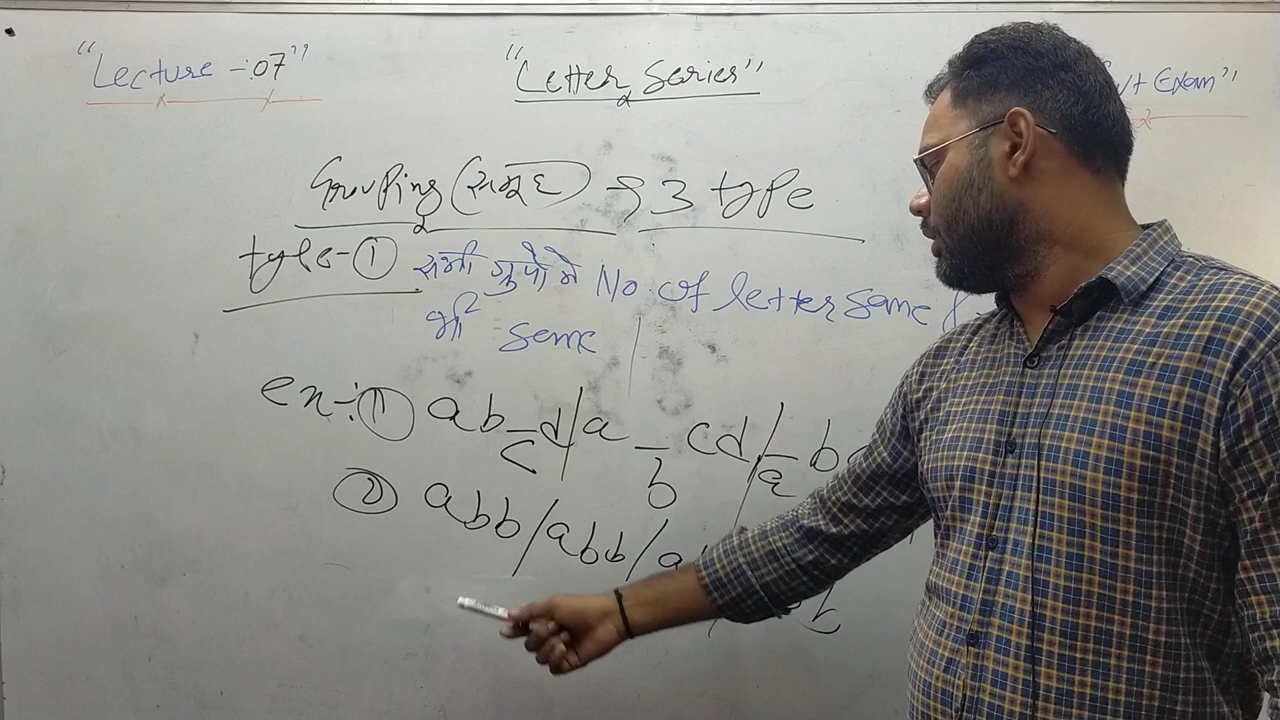 "Lecture -:07"
"Letter Series"
Exam"
Grouping (समूह) → 3 type
type-①
सभी ग्रुपो मे No. of letter same &
भी same
ex-:① ab_d/a_cd/_b
c b a
② abb/abb/a